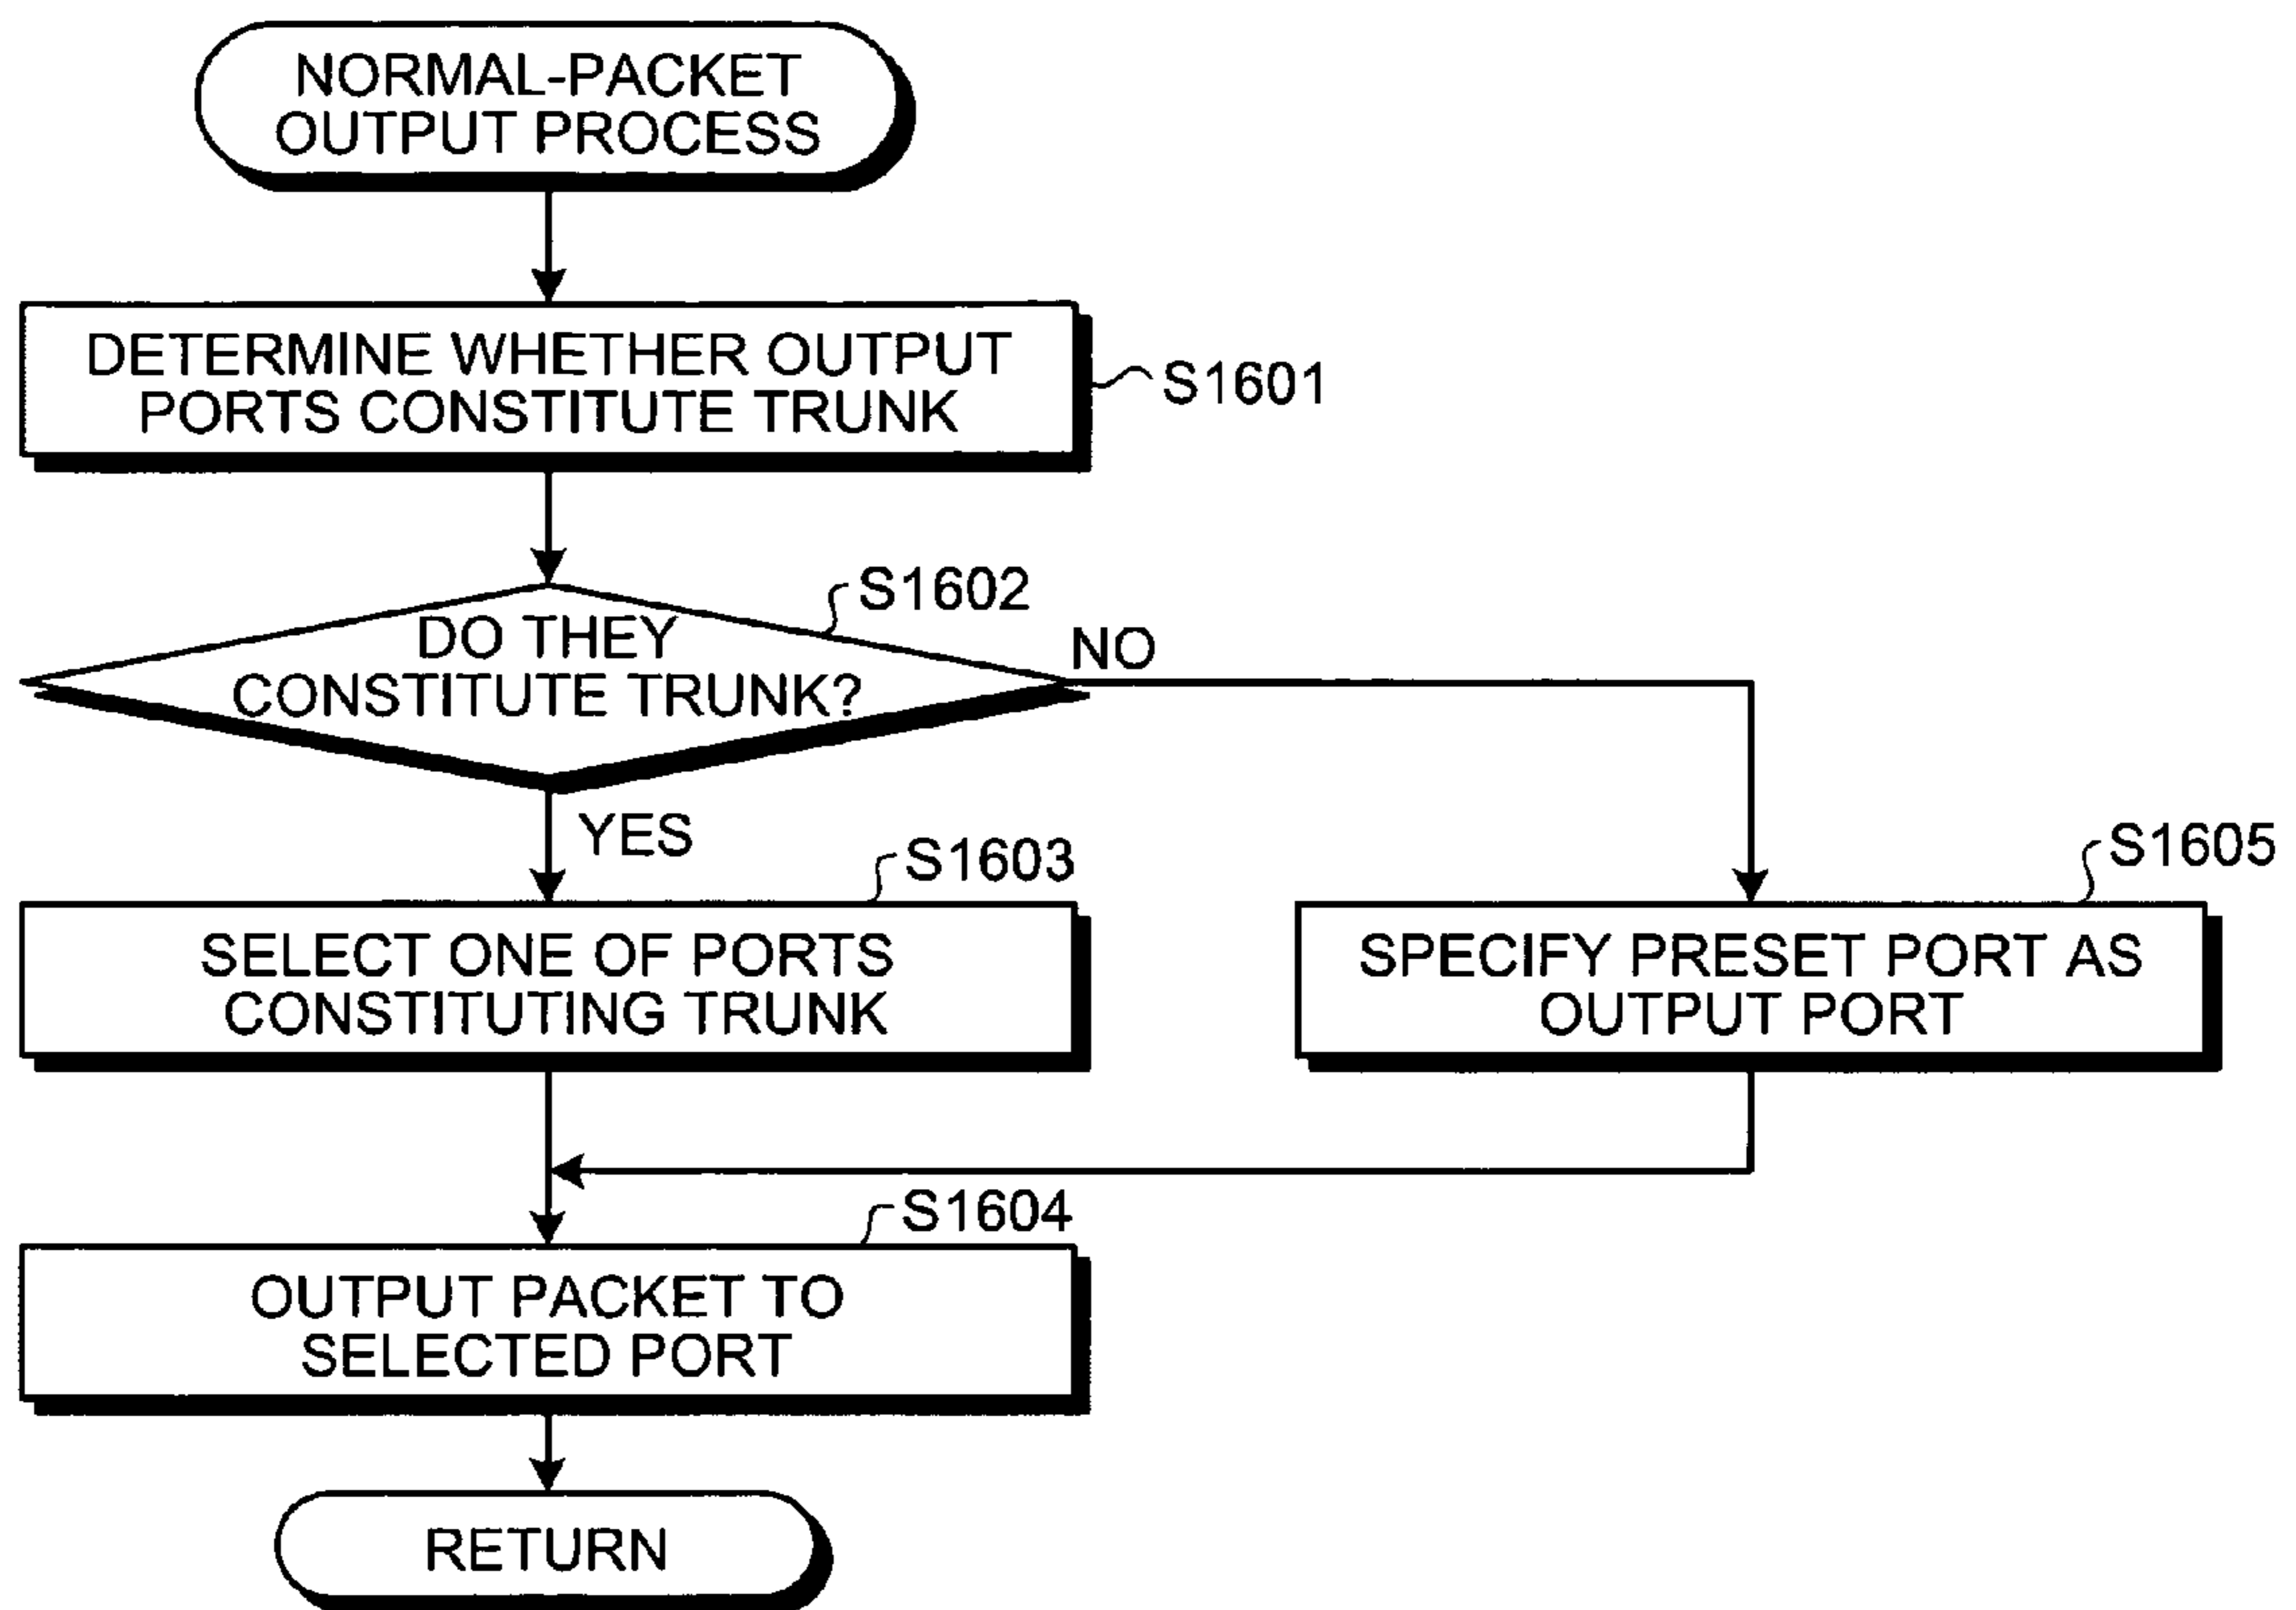 NORMAL-PACKET
OUTPUT PROCESS
DETERMINE WHETHER OUTPUT
PORTS CONSTITUTE TRUNK
S1601
S1602
DO THEY
CONSTITUTE TRUNK?
NO
YES
S1603
SELECT ONE OF PORTS
CONSTITUTING TRUNK
S1605
SPECIFY PRESET PORT AS
OUTPUT PORT
S1604
OUTPUT PACKET TO
SELECTED PORT
RETURN